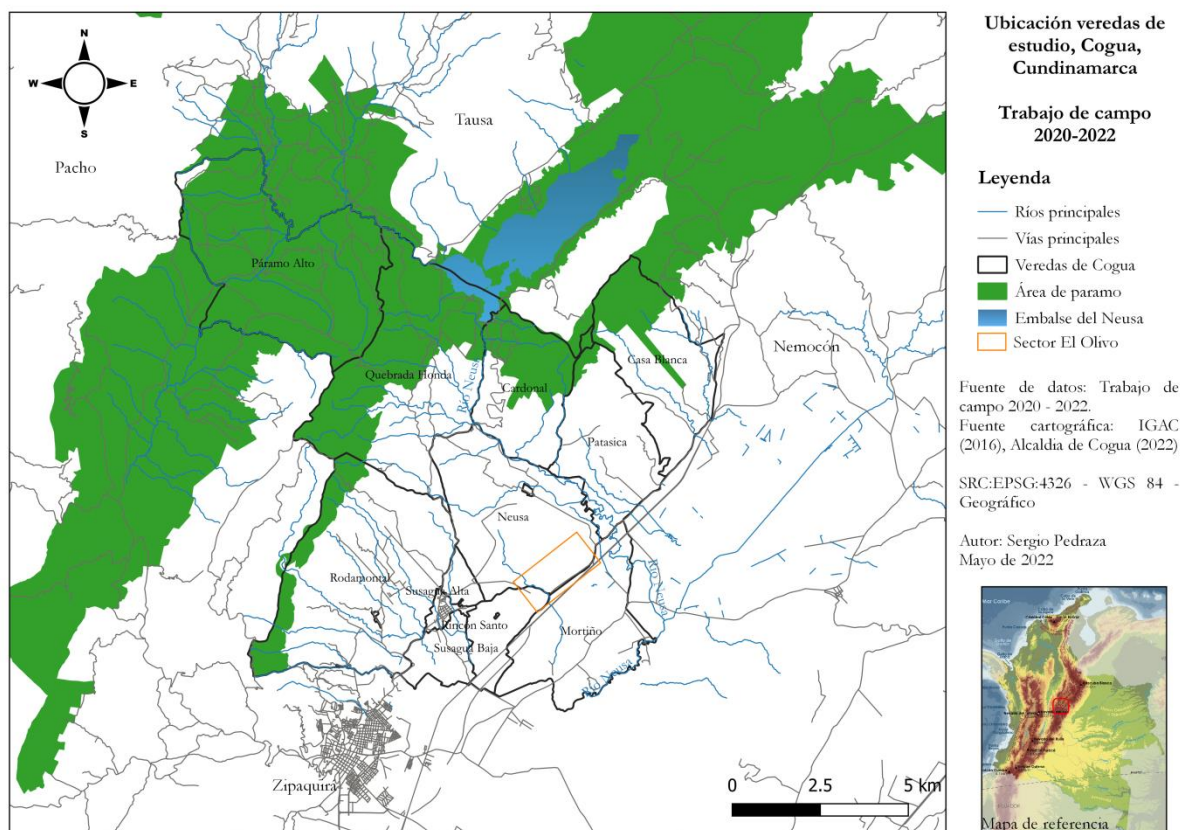 Ubicación veredas de
estudio, Cogua,
Cundinamarca
Trabajo de campo
2020-2022
Leyenda
Ríos principales
Vías principales
Veredas de Cogua
Área de paramo
Embalse del Neusa
Sector El Olivo
Fuente de datos: Trabajo de
campo 2020 - 2022.
Fuente cartográfica: IGAC
(2016), Alcaldía de Cogua (2022)
SRC:EPSG:4326 - WGS 84 -
Geográfico
Autor: Sergio Pedraza
Mayo de 2022
Mapa de referencia
N
W
E
S
Pacho
Tausa
Páramo Alto
Nemocón
Casa Blanca
Quebrada Honda
Río Neusa
Cardonal
Patasica
Neusa
Rodamontal
Susagua Alta
Rincón Santo
Mortiño
Susagua Baja
Río Neusa
Río Neusa
Zipaquirá
0 2.5 5 km